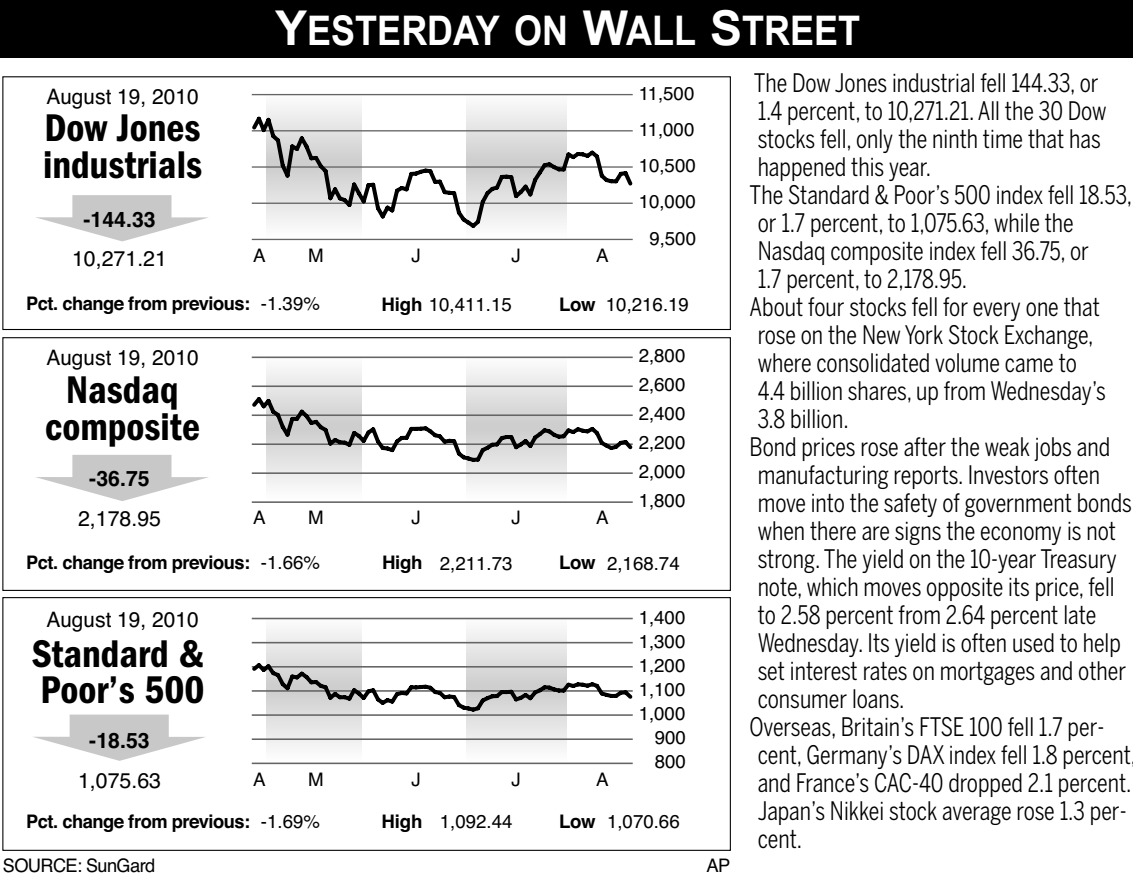 YESTERDAY ON WALL STREET
August 19, 2010
Dow Jones
industrials
-144.33
10,271.21
11,500
11,000
10,500
10,000
9,500
A M J J A
Pct. change from previous: -1.39% High 10,411.15 Low 10,216.19
August 19, 2010
Nasdaq
composite
-36.75
2,178.95
2,800
2,600
2,400
2,200
2,000
1,800
A M J J A
Pct. change from previous: -1.66% High 2,211.73 Low 2,168.74
August 19, 2010
Standard &
Poor's 500
-18.53
1,075.63
1,400
1,300
1,200
1,100
1,000
900
800
A M J J A
Pct. change from previous: -1.69% High 1,092.44 Low 1,070.66
SOURCE: SunGard AP
The Dow Jones industrial fell 144.33, or
1.4 percent, to 10,271.21. All the 30 Dow
stocks fell, only the ninth time that has
happened this year.
The Standard & Poor's 500 index fell 18.53,
or 1.7 percent, to 1,075.63, while the
Nasdaq composite index fell 36.75, or
1.7 percent, to 2,178.95.
About four stocks fell for every one that
rose on the New York Stock Exchange,
where consolidated volume came to
4.4 billion shares, up from Wednesday's
3.8 billion.
Bond prices rose after the weak jobs and
manufacturing reports. Investors often
move into the safety of government bonds
when there are signs the economy is not
strong. The yield on the 10-year Treasury
note, which moves opposite its price, fell
to 2.58 percent from 2.64 percent late
Wednesday. Its yield is often used to help
set interest rates on mortgages and other
consumer loans.
Overseas, Britain's FTSE 100 fell 1.7 per-
cent, Germany's DAX index fell 1.8 percent,
and France's CAC-40 dropped 2.1 percent.
Japan's Nikkei stock average rose 1.3 per-
cent.